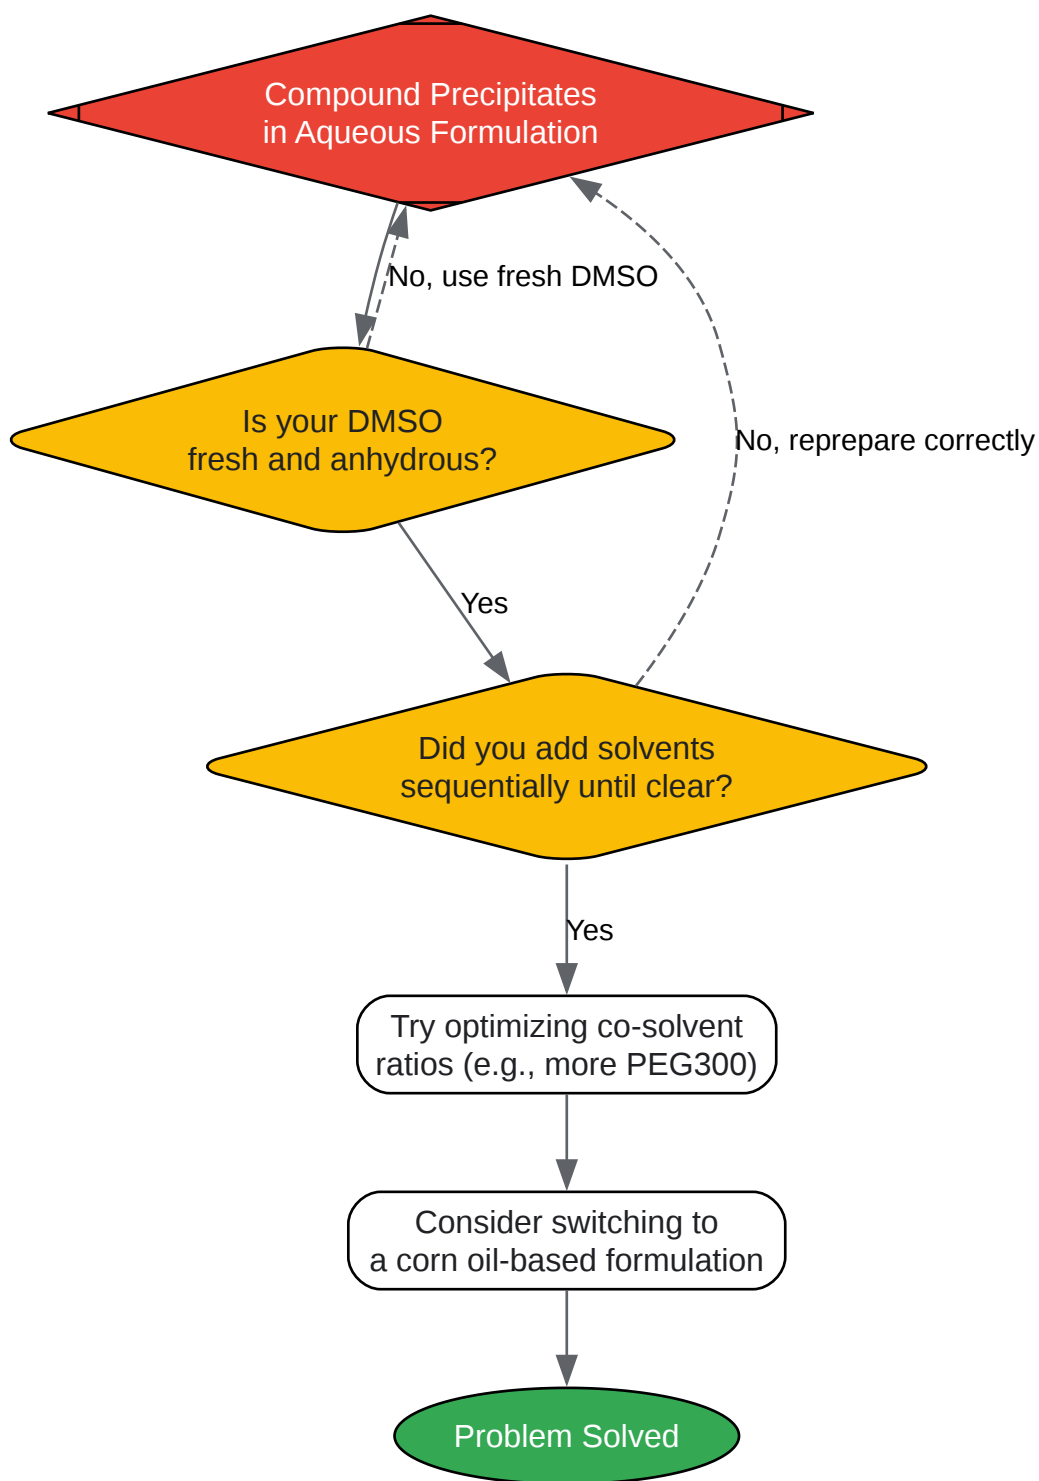 Compound Precipitates
in Aqueous Formulation
No, use fresh DMSO
Is your DMSO
fresh and anhydrous?
No, reprepare correctly
Yes
Did you add solvents
sequentially until clear?
Yes
Try optimizing co-solvent
ratios (e.g., more PEG300)
Consider switching to
a corn oil-based formulation
Problem Solved